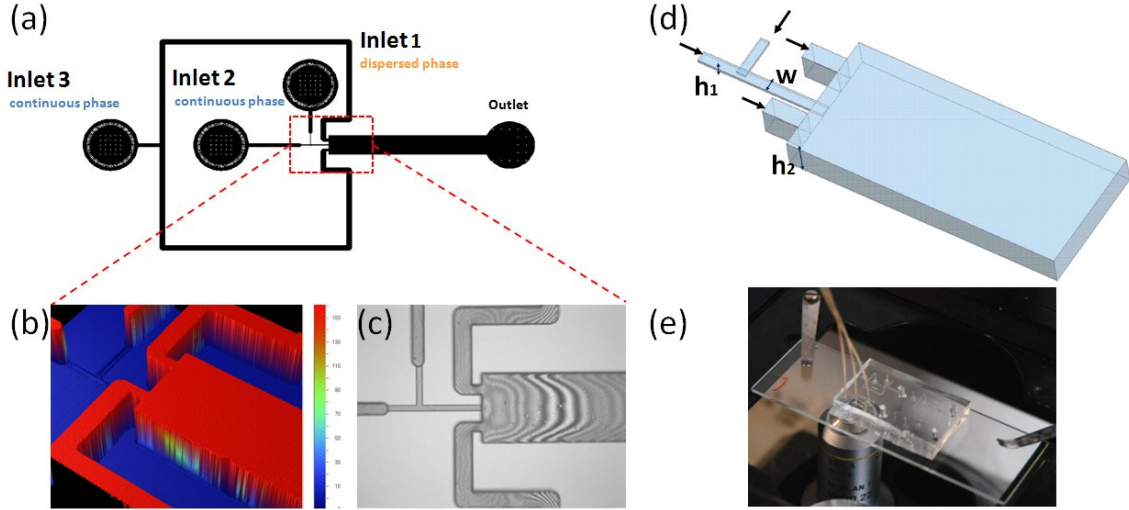 (a)
Inlet 1
dispersed phase
Inlet 3
continuous phase
Inlet 2
continuous phase
Outlet
(b)
150
130
110
90
70
50
30
10
-10
(c)
(d)
h1
w
h2
(e)